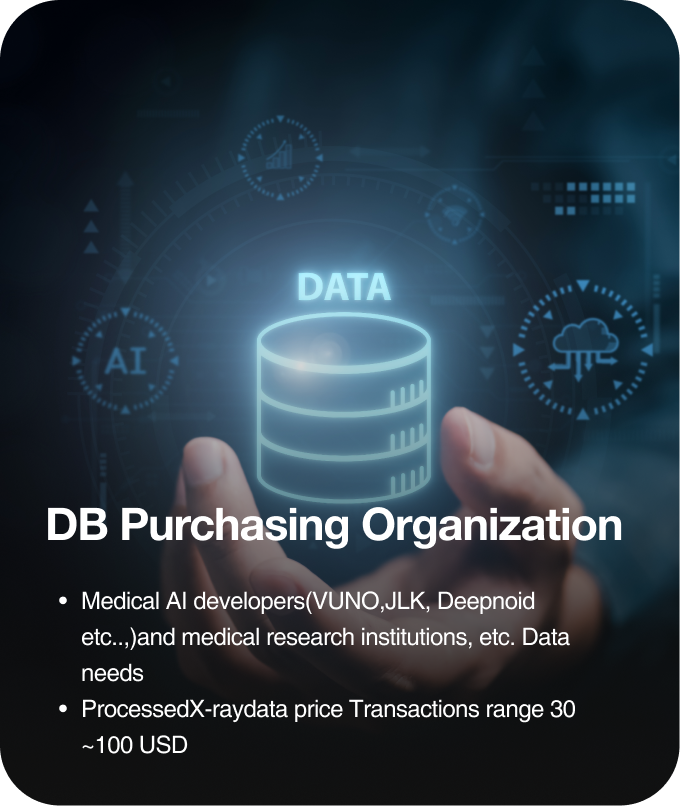 DATA
AI
DB Purchasing Organization
• Medical AI developers(VUNO,JLK, Deepnoid
etc..,)and medical research institutions, etc. Data
needs
• ProcessedX-raydata price Transactions range 30
~100 USD